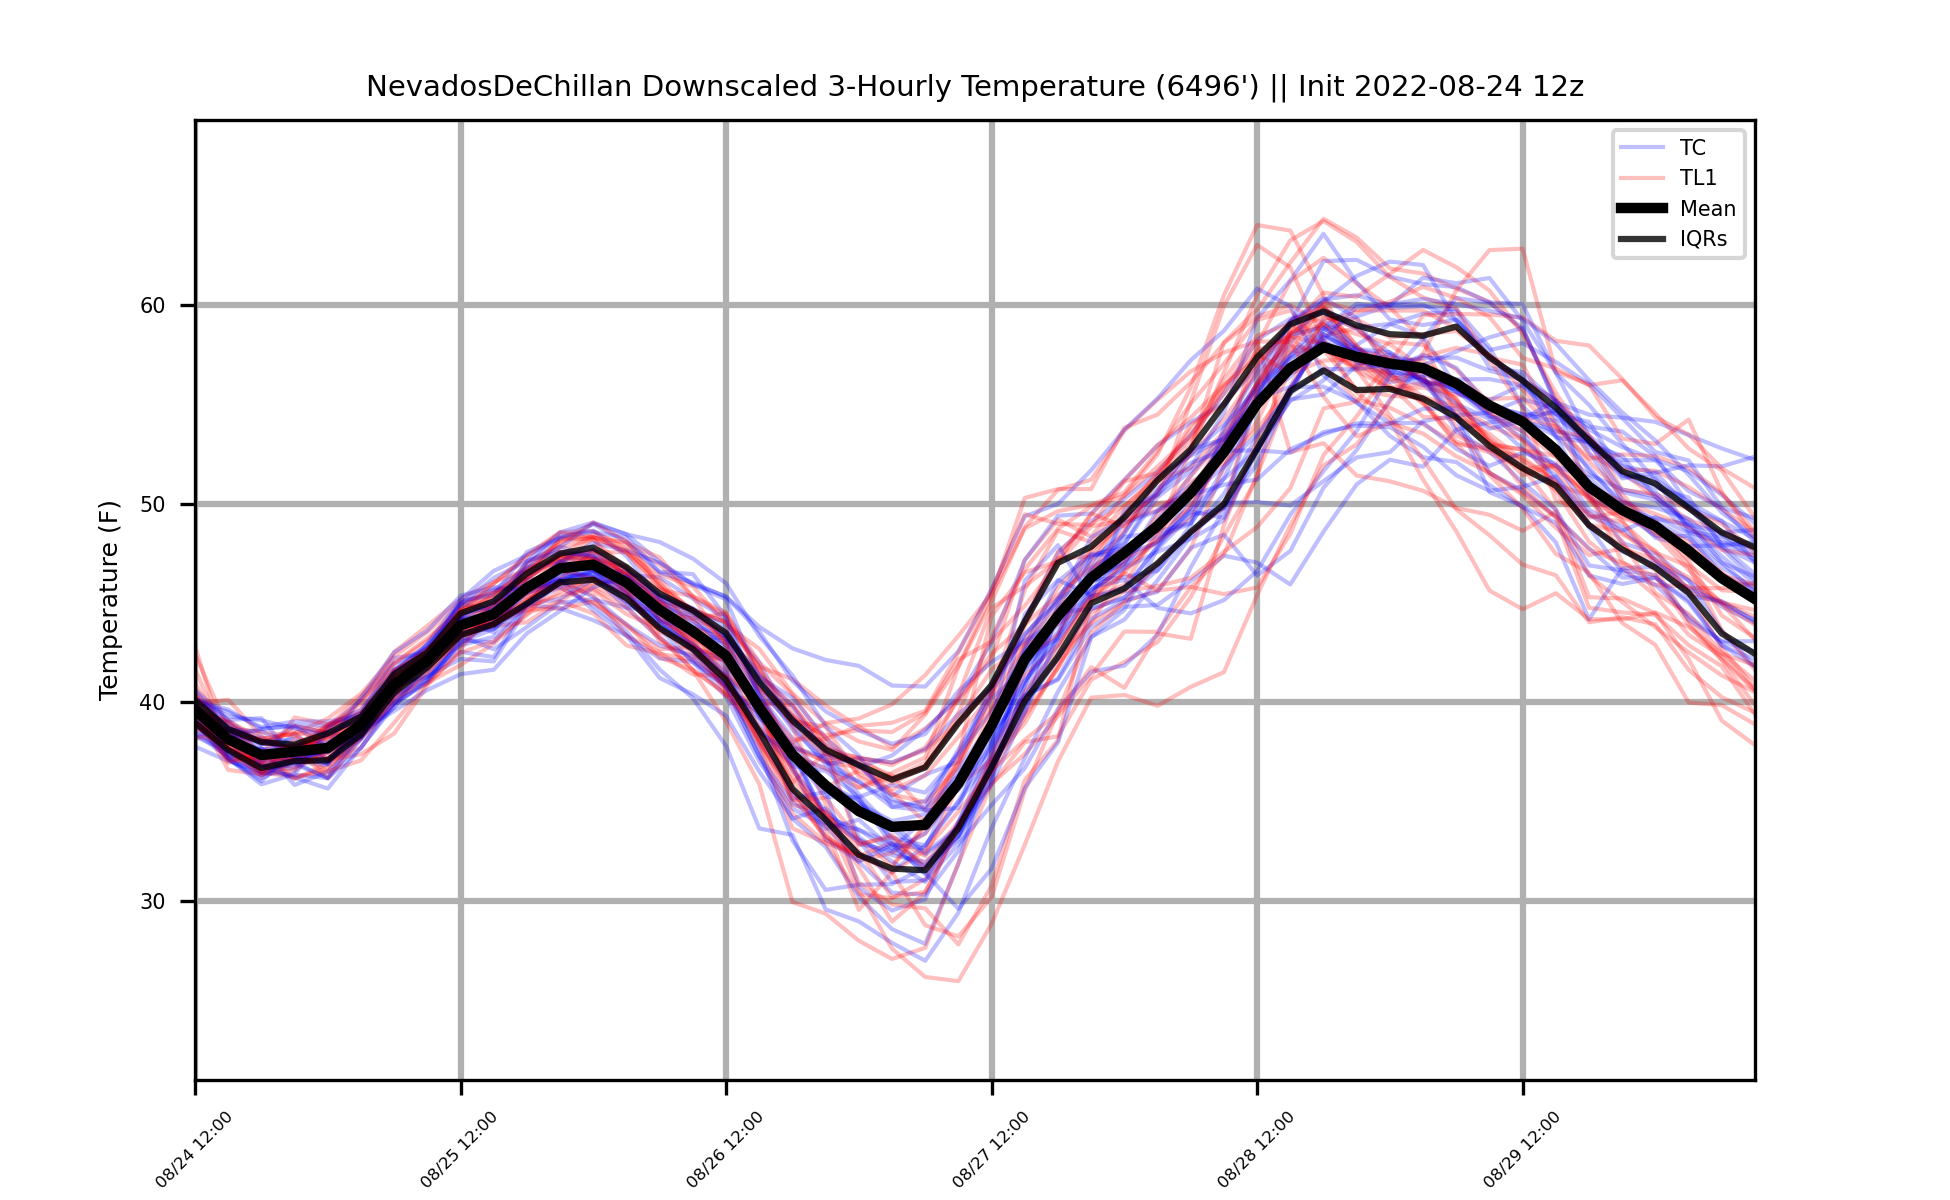 NevadosDeChillan Downscaled 3-Hourly Temperature (6496') || Init 2022-08-24 12z
TC
TL1
Mean
IQRs
Temperature (F)
60
50
40
30
08/24 12:00
08/25 12:00
08/26 12:00
08/27 12:00
08/28 12:00
08/29 12:00